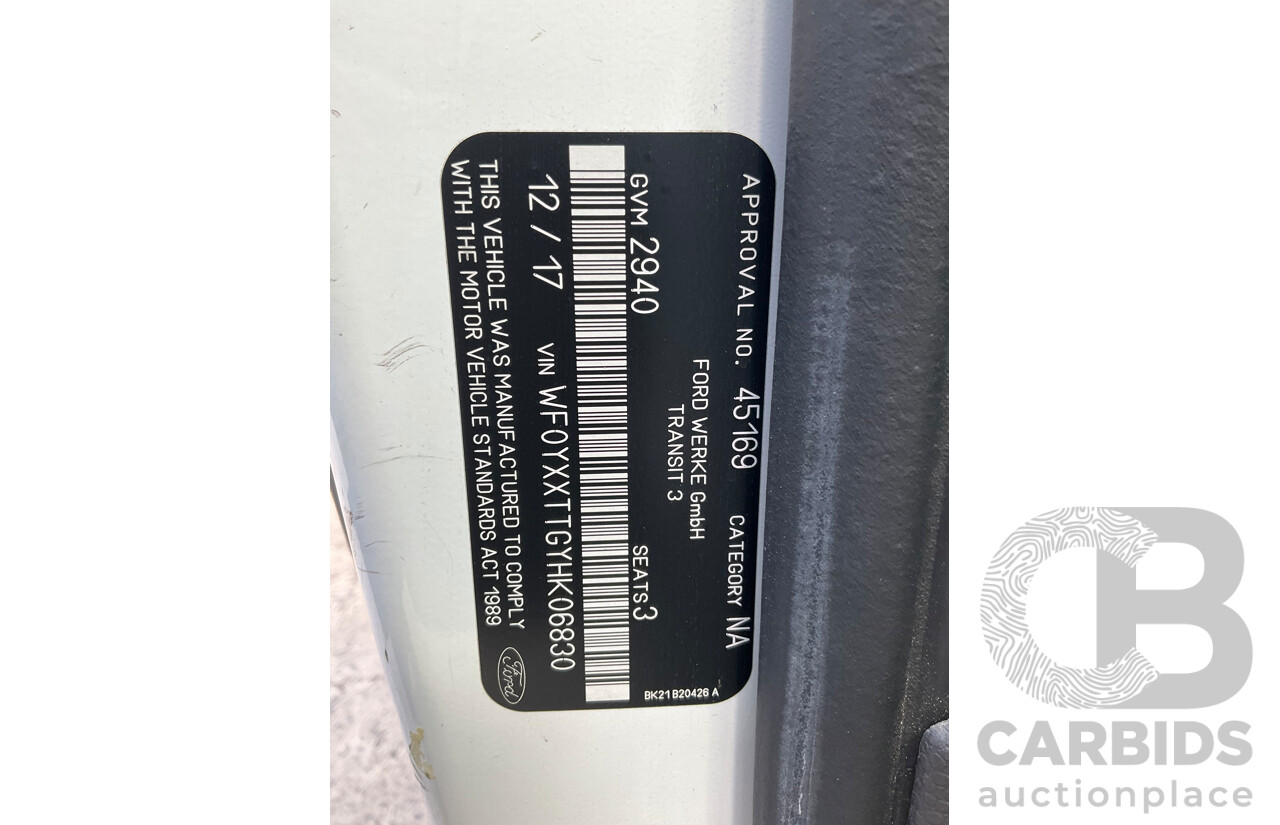 APPROVAL NO. 45169 CATEGORY NA
FORD WERKE GmbH
TRANSIT 3
GVM 2940 SEATS 3
12 / 17 VIN WF0YXXTTGYHK06830
THIS VEHICLE WAS MANUFACTURED TO COMPLY
WITH THE MOTOR VEHICLE STANDARDS ACT 1989
Ford
BK21 B20426 A
CB
CARBIDS
auctionplace